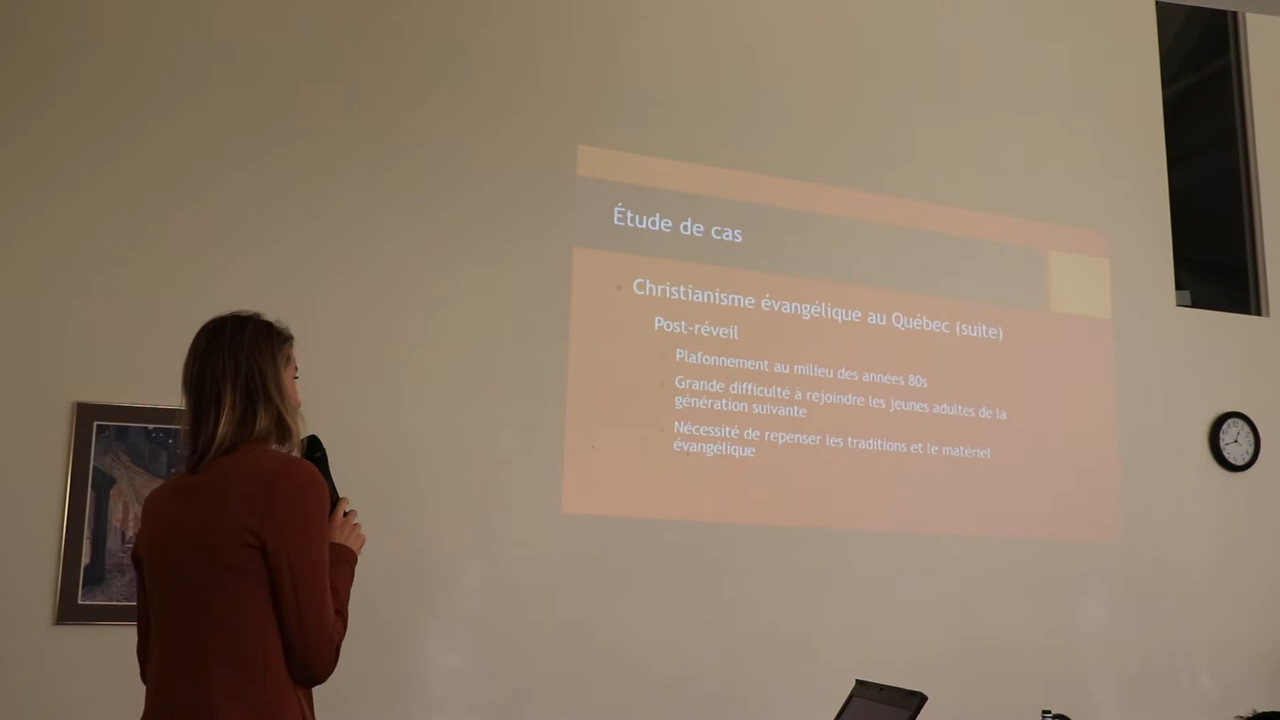 Étude de cas
Christianisme évangélique au Québec (suite)
Post-réveil
Plafonnement au milieu des années 80s
Grande difficulté à rejoindre les jeunes adultes de la
génération suivante
Nécessité de repenser les traditions et le matériel
évangélique